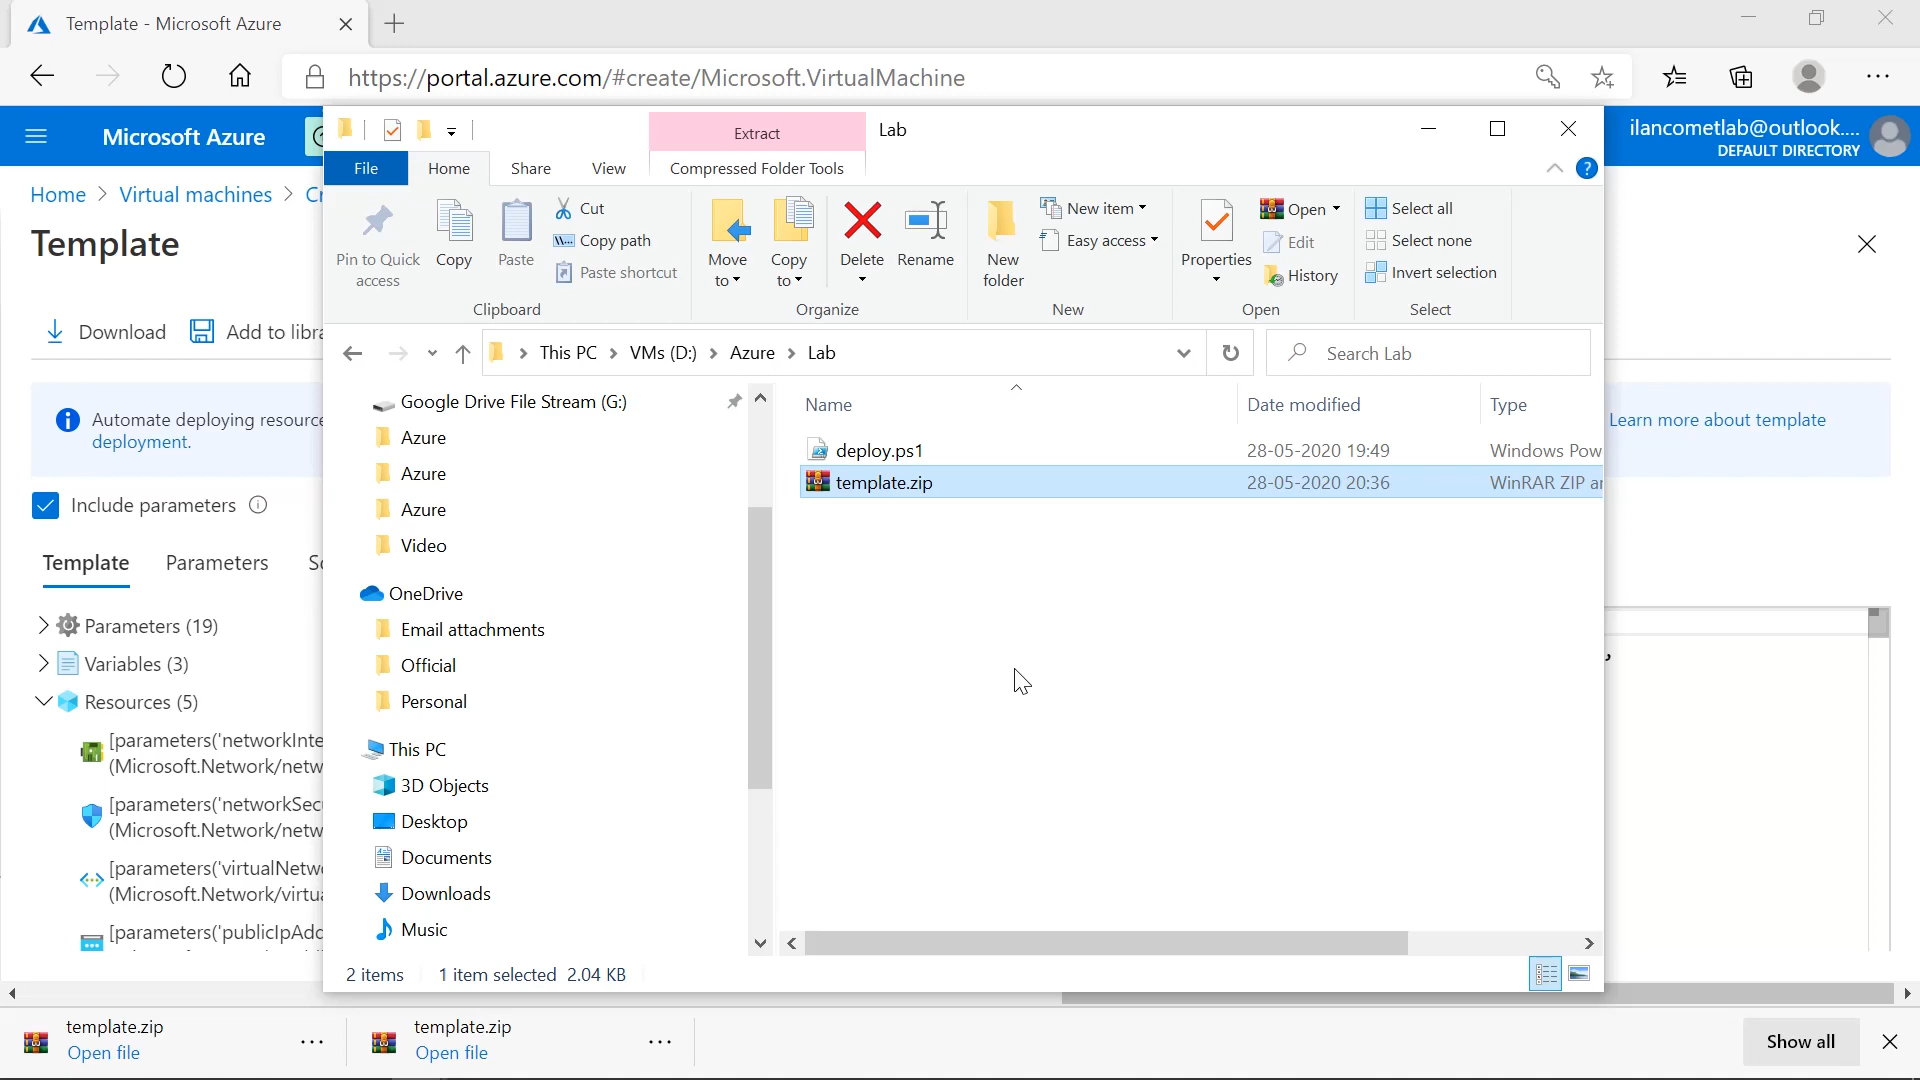 Template - Microsoft Azure
https://portal.azure.com/#create/Microsoft.VirtualMachine
Microsoft Azure
ilancometlab@outlook....
DEFAULT DIRECTORY
Extract
Lab
File
Home
Share
View
Compressed Folder Tools
Home > Virtual machines > Cr
Template
Pin to Quick
access
Copy
Paste
Cut
Copy path
Paste shortcut
Clipboard
Move
to
Copy
to
Delete
Rename
Organize
New
folder
New item
Easy access
New
Properties
Open
Edit
History
Open
Select all
Select none
Invert selection
Select
Download
Add to libra
This PC > VMs (D:) > Azure > Lab
Search Lab
Automate deploying resource
deployment.
Learn more about template
Include parameters
Template
Parameters
Parameters (19)
Variables (3)
Resources (5)
[parameters('networkInte
(Microsoft.Network/netw
[parameters('networkSecu
(Microsoft.Network/netw
[parameters('virtualNetwo
(Microsoft.Network/virtua
[parameters('publicIpAdd
Google Drive File Stream (G:)
Azure
Azure
Azure
Video
OneDrive
Email attachments
Official
Personal
This PC
3D Objects
Desktop
Documents
Downloads
Music
Name
Date modified
Type
deploy.ps1
28-05-2020 19:49
Windows Pow
template.zip
28-05-2020 20:36
WinRAR ZIP ar
2 items
1 item selected 2.04 KB
template.zip
Open file
template.zip
Open file
Show all